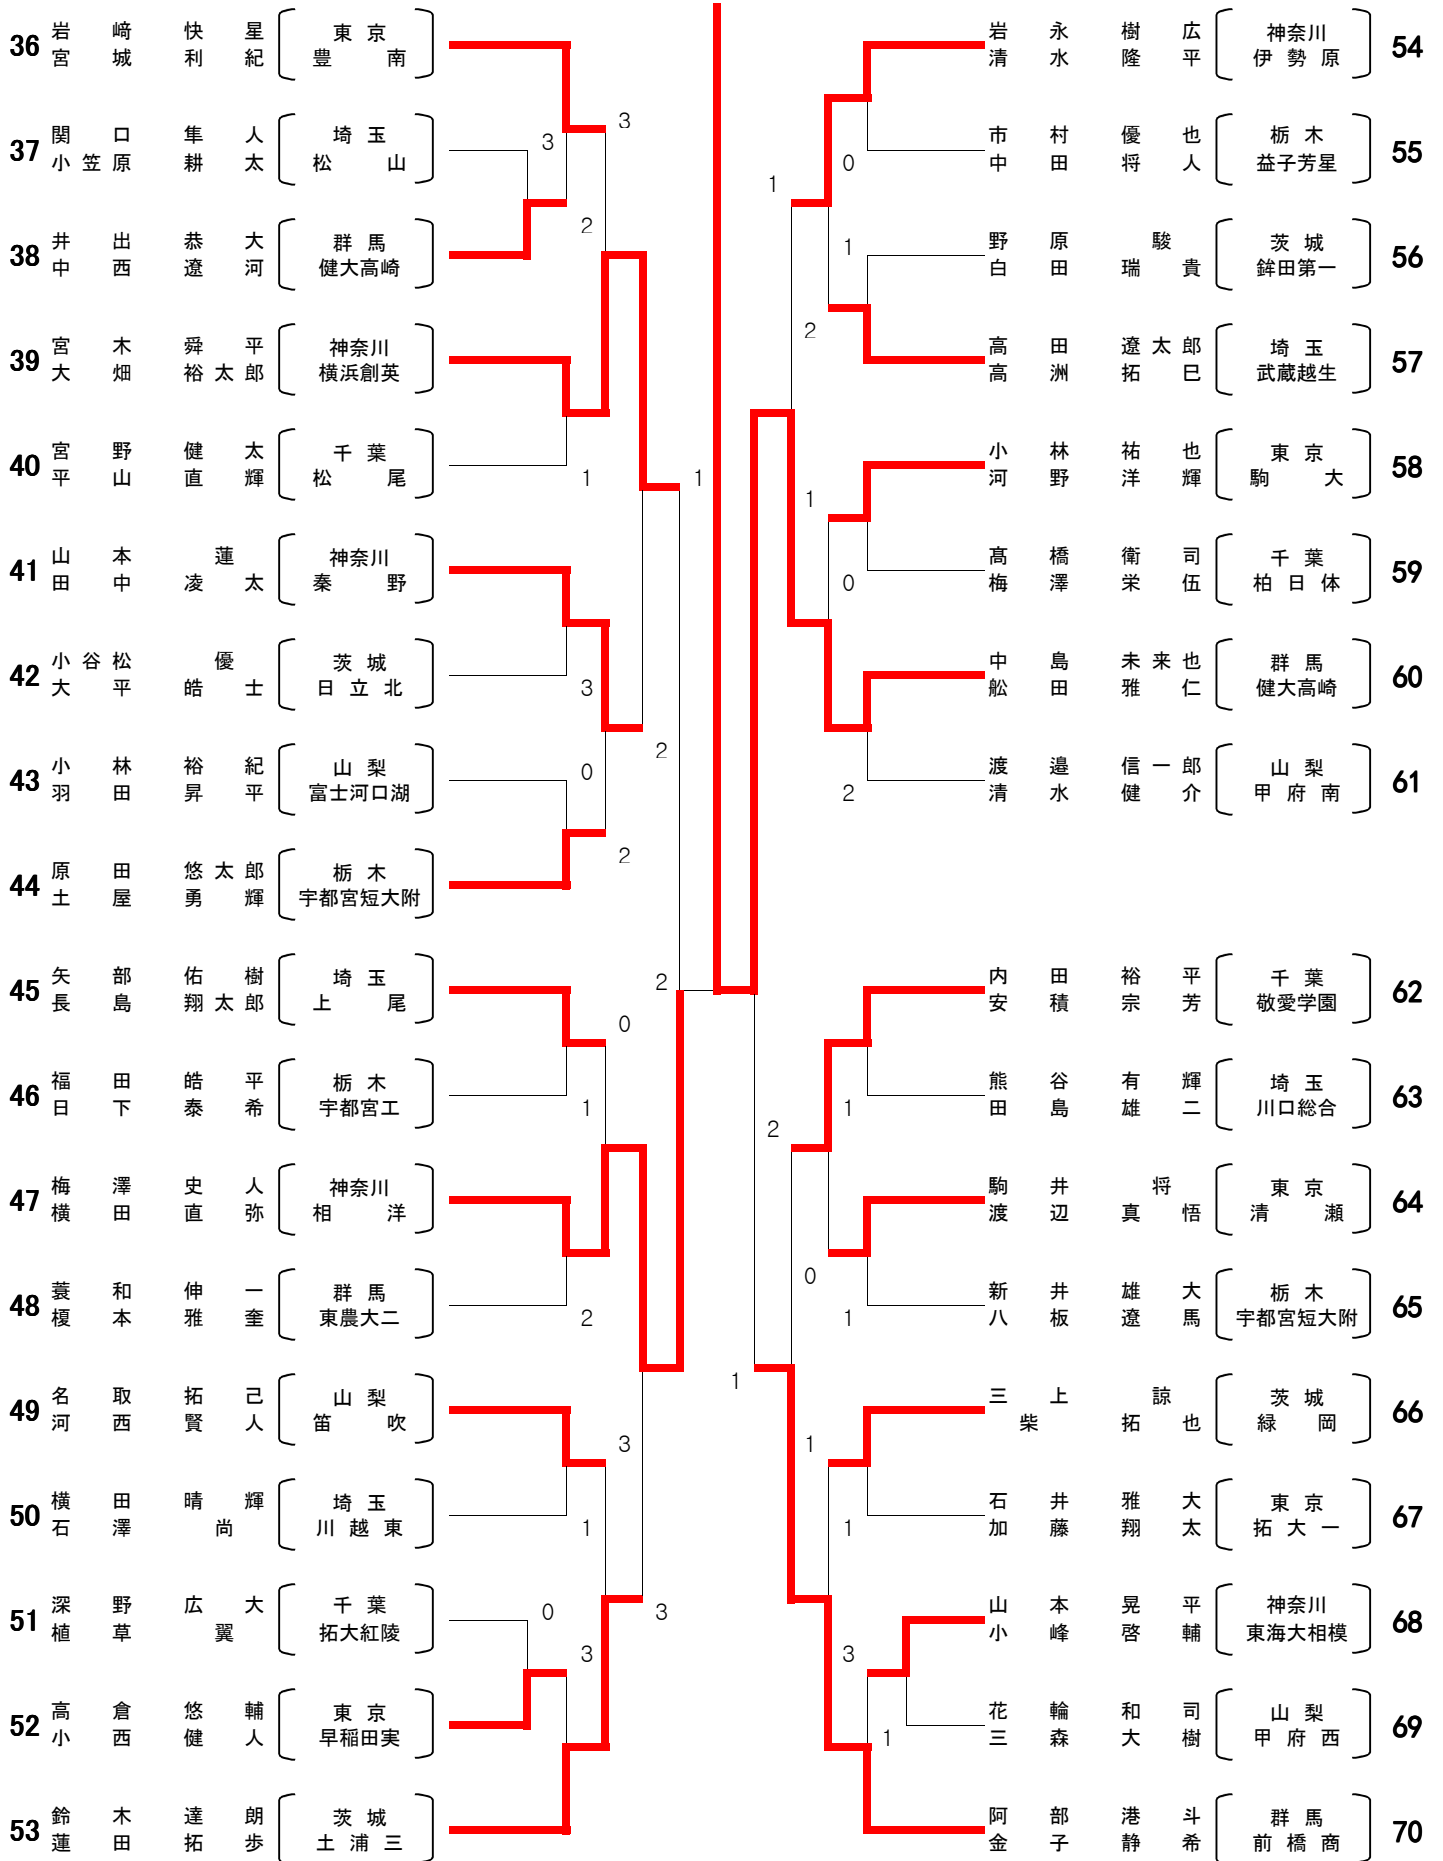 36 岩﨑快星 東京
宮城利紀 豊南
37 関口隼人 埼玉
小笠原耕太 松山
38 井出恭大 群馬
中西遼河 健大高崎
39 宮木舜平 神奈川
大畑裕太郎 横浜創英
40 宮野健太 千葉
平山直輝 松尾
41 山本蓮 神奈川
田中凌太 秦野
42 小谷松優 茨城
大平皓士 日立北
43 小林裕紀 山梨
羽田昇平 富士河口湖
44 原田悠太郎 栃木
土屋勇輝 宇都宮短大附
45 矢部佑樹 埼玉
長島翔太郎 上尾
46 福田皓平 栃木
日下泰希 宇都宮工
47 梅澤史人 神奈川
横田直弥 相洋
48 蓑和伸一 群馬
榎本雅奎 東農大二
49 名取拓己 山梨
河西賢人 笛吹
50 横田晴輝 埼玉
石澤尚 川越東
51 深野広大 千葉
植草翼 拓大紅陵
52 高倉悠輔 東京
小西健人 早稲田実
53 鈴木達朗 茨城
蓮田拓歩 土浦三
3
3
2
1
1
3
2
0
2
2
0
1
2
3
1
0
3
3
岩永樹広 神奈川 54
清水隆平 伊勢原
市村優也 栃木 55
中田将人 益子芳星
野原駿 茨城 56
白田瑞貴 鉾田第一
高田遼太郎 埼玉 57
高洲拓巳 武蔵越生
小林祐也 東京 58
河野洋輝 駒大
髙橋衛司 千葉 59
梅澤栄伍 柏日体
中島未来也 群馬 60
舩田雅仁 健大高崎
渡邉信一郎 山梨 61
清水健介 甲府南
内田裕平 千葉 62
安積宗芳 敬愛学園
熊谷有輝 埼玉 63
田島雄二 川口総合
駒井将 東京 64
渡辺真悟 清瀬
新井雄大 栃木 65
八板遼馬 宇都宮短大附
三上諒 茨城 66
柴拓也 緑岡
石井雅大 東京 67
加藤翔太 拓大一
山本晃平 神奈川 68
小峰啓輔 東海大相模
花輪和司 山梨 69
三森大樹 甲府西
阿部港斗 群馬 70
金子静希 前橋商
0
1
1
2
1
0
2
1
2
0
1
1
1
1
3
1